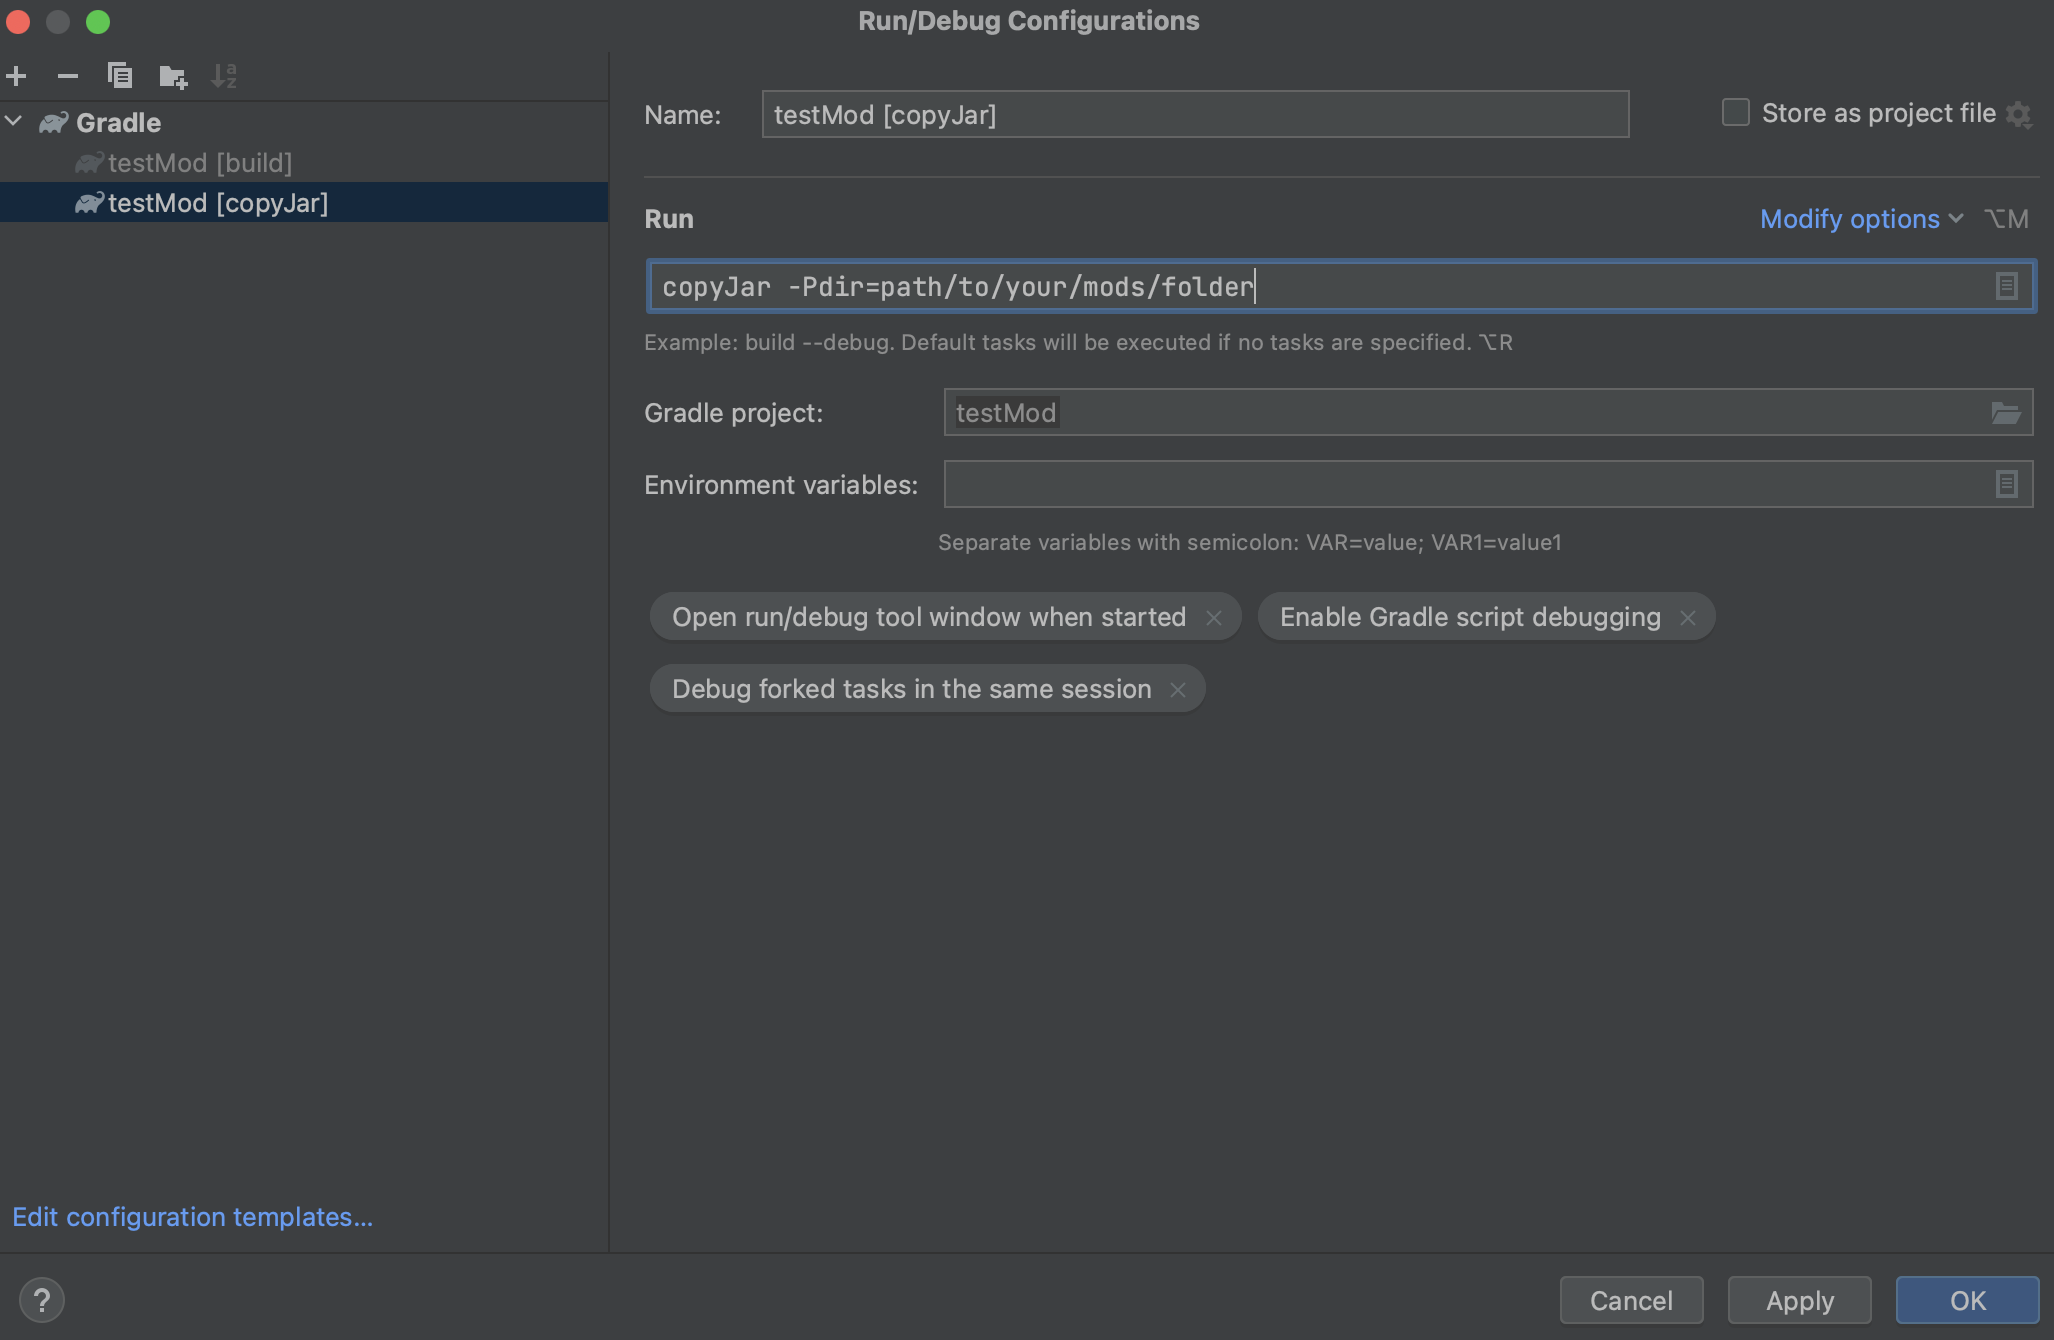 Run/Debug Configurations
Gradle
testMod [build]
testMod [copyJar]
Edit configuration templates...
Name:
testMod [copyJar]
Store as project file
Run
Modify options ⌥M
copyJar -Pdir=path/to/your/mods/folder
Example: build --debug. Default tasks will be executed if no tasks are specified. ⌥R
Gradle project:
testMod
Environment variables:
Separate variables with semicolon: VAR=value; VAR1=value1
Open run/debug tool window when started
Enable Gradle script debugging
Debug forked tasks in the same session
?
Cancel
Apply
OK